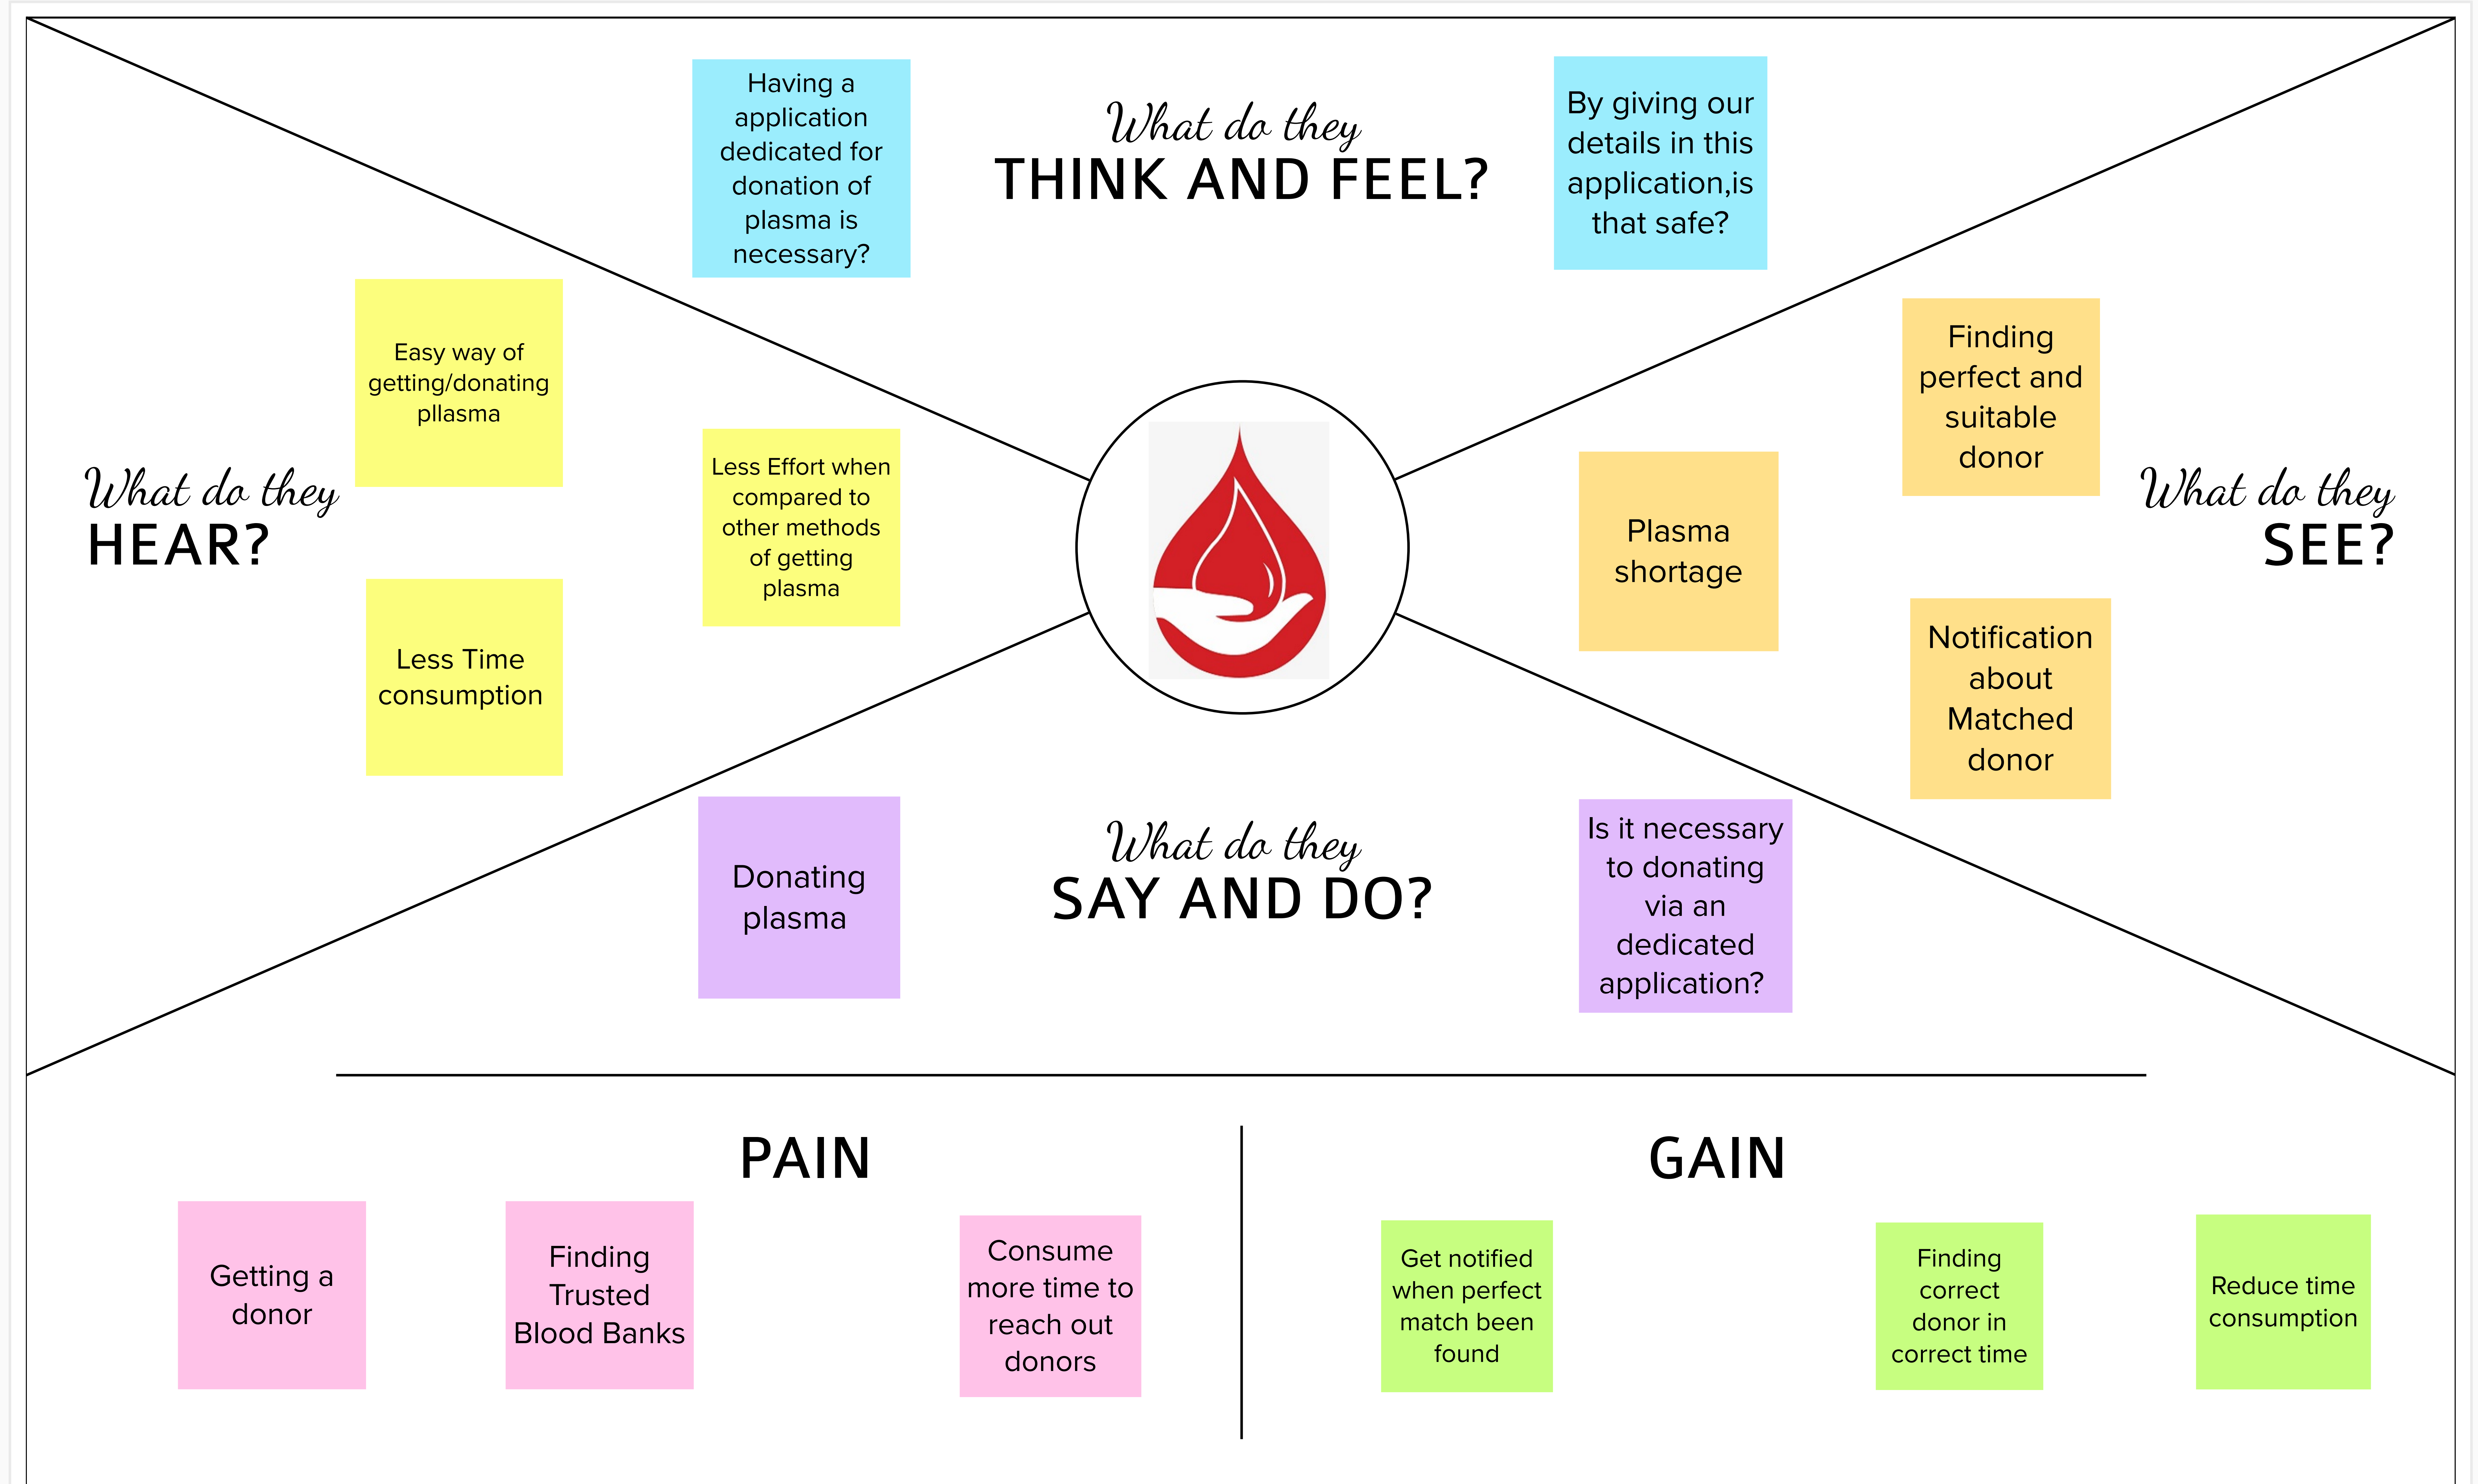 What do they
THINK AND FEEL?
Having a
application
dedicated for
donation of
plasma is
necessary?
By giving our
details in this
application,is
that safe?
What do they
HEAR?
Easy way of
getting/donating
pllasma
Less Effort when
compared to
other methods
of getting
plasma
Less Time
consumption
What do they
SEE?
Finding
perfect and
suitable
donor
Plasma
shortage
Notification
about
Matched
donor
What do they
SAY AND DO?
Donating
plasma
Is it necessary
to donating
via an
dedicated
application?
PAIN
Getting a
donor
Finding
Trusted
Blood Banks
Consume
more time to
reach out
donors
GAIN
Get notified
when perfect
match been
found
Finding
correct
donor in
correct time
Reduce time
consumption